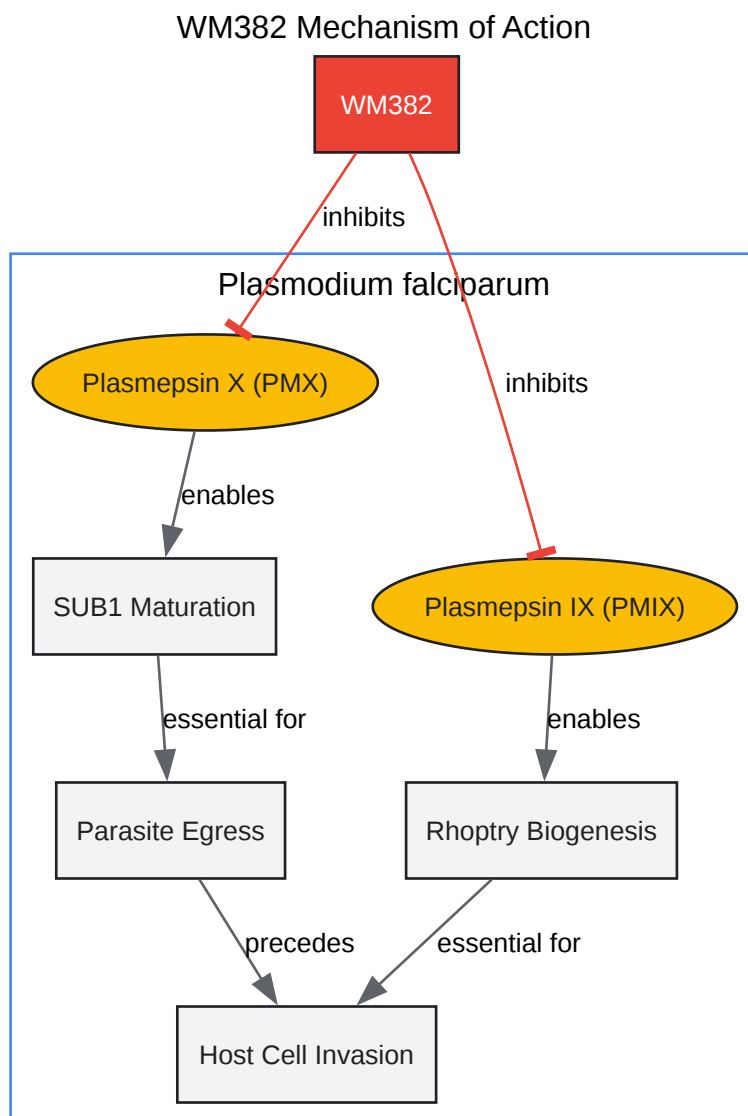 WM382 Mechanism of Action
WM382
inhibits
Plasmodium falciparum
Plasmepsin X (PMX)
inhibits
enables
SUB1 Maturation
Plasmepsin IX (PMIX)
essential for
enables
Parasite Egress
Rhoptry Biogenesis
precedes
essential for
Host Cell Invasion